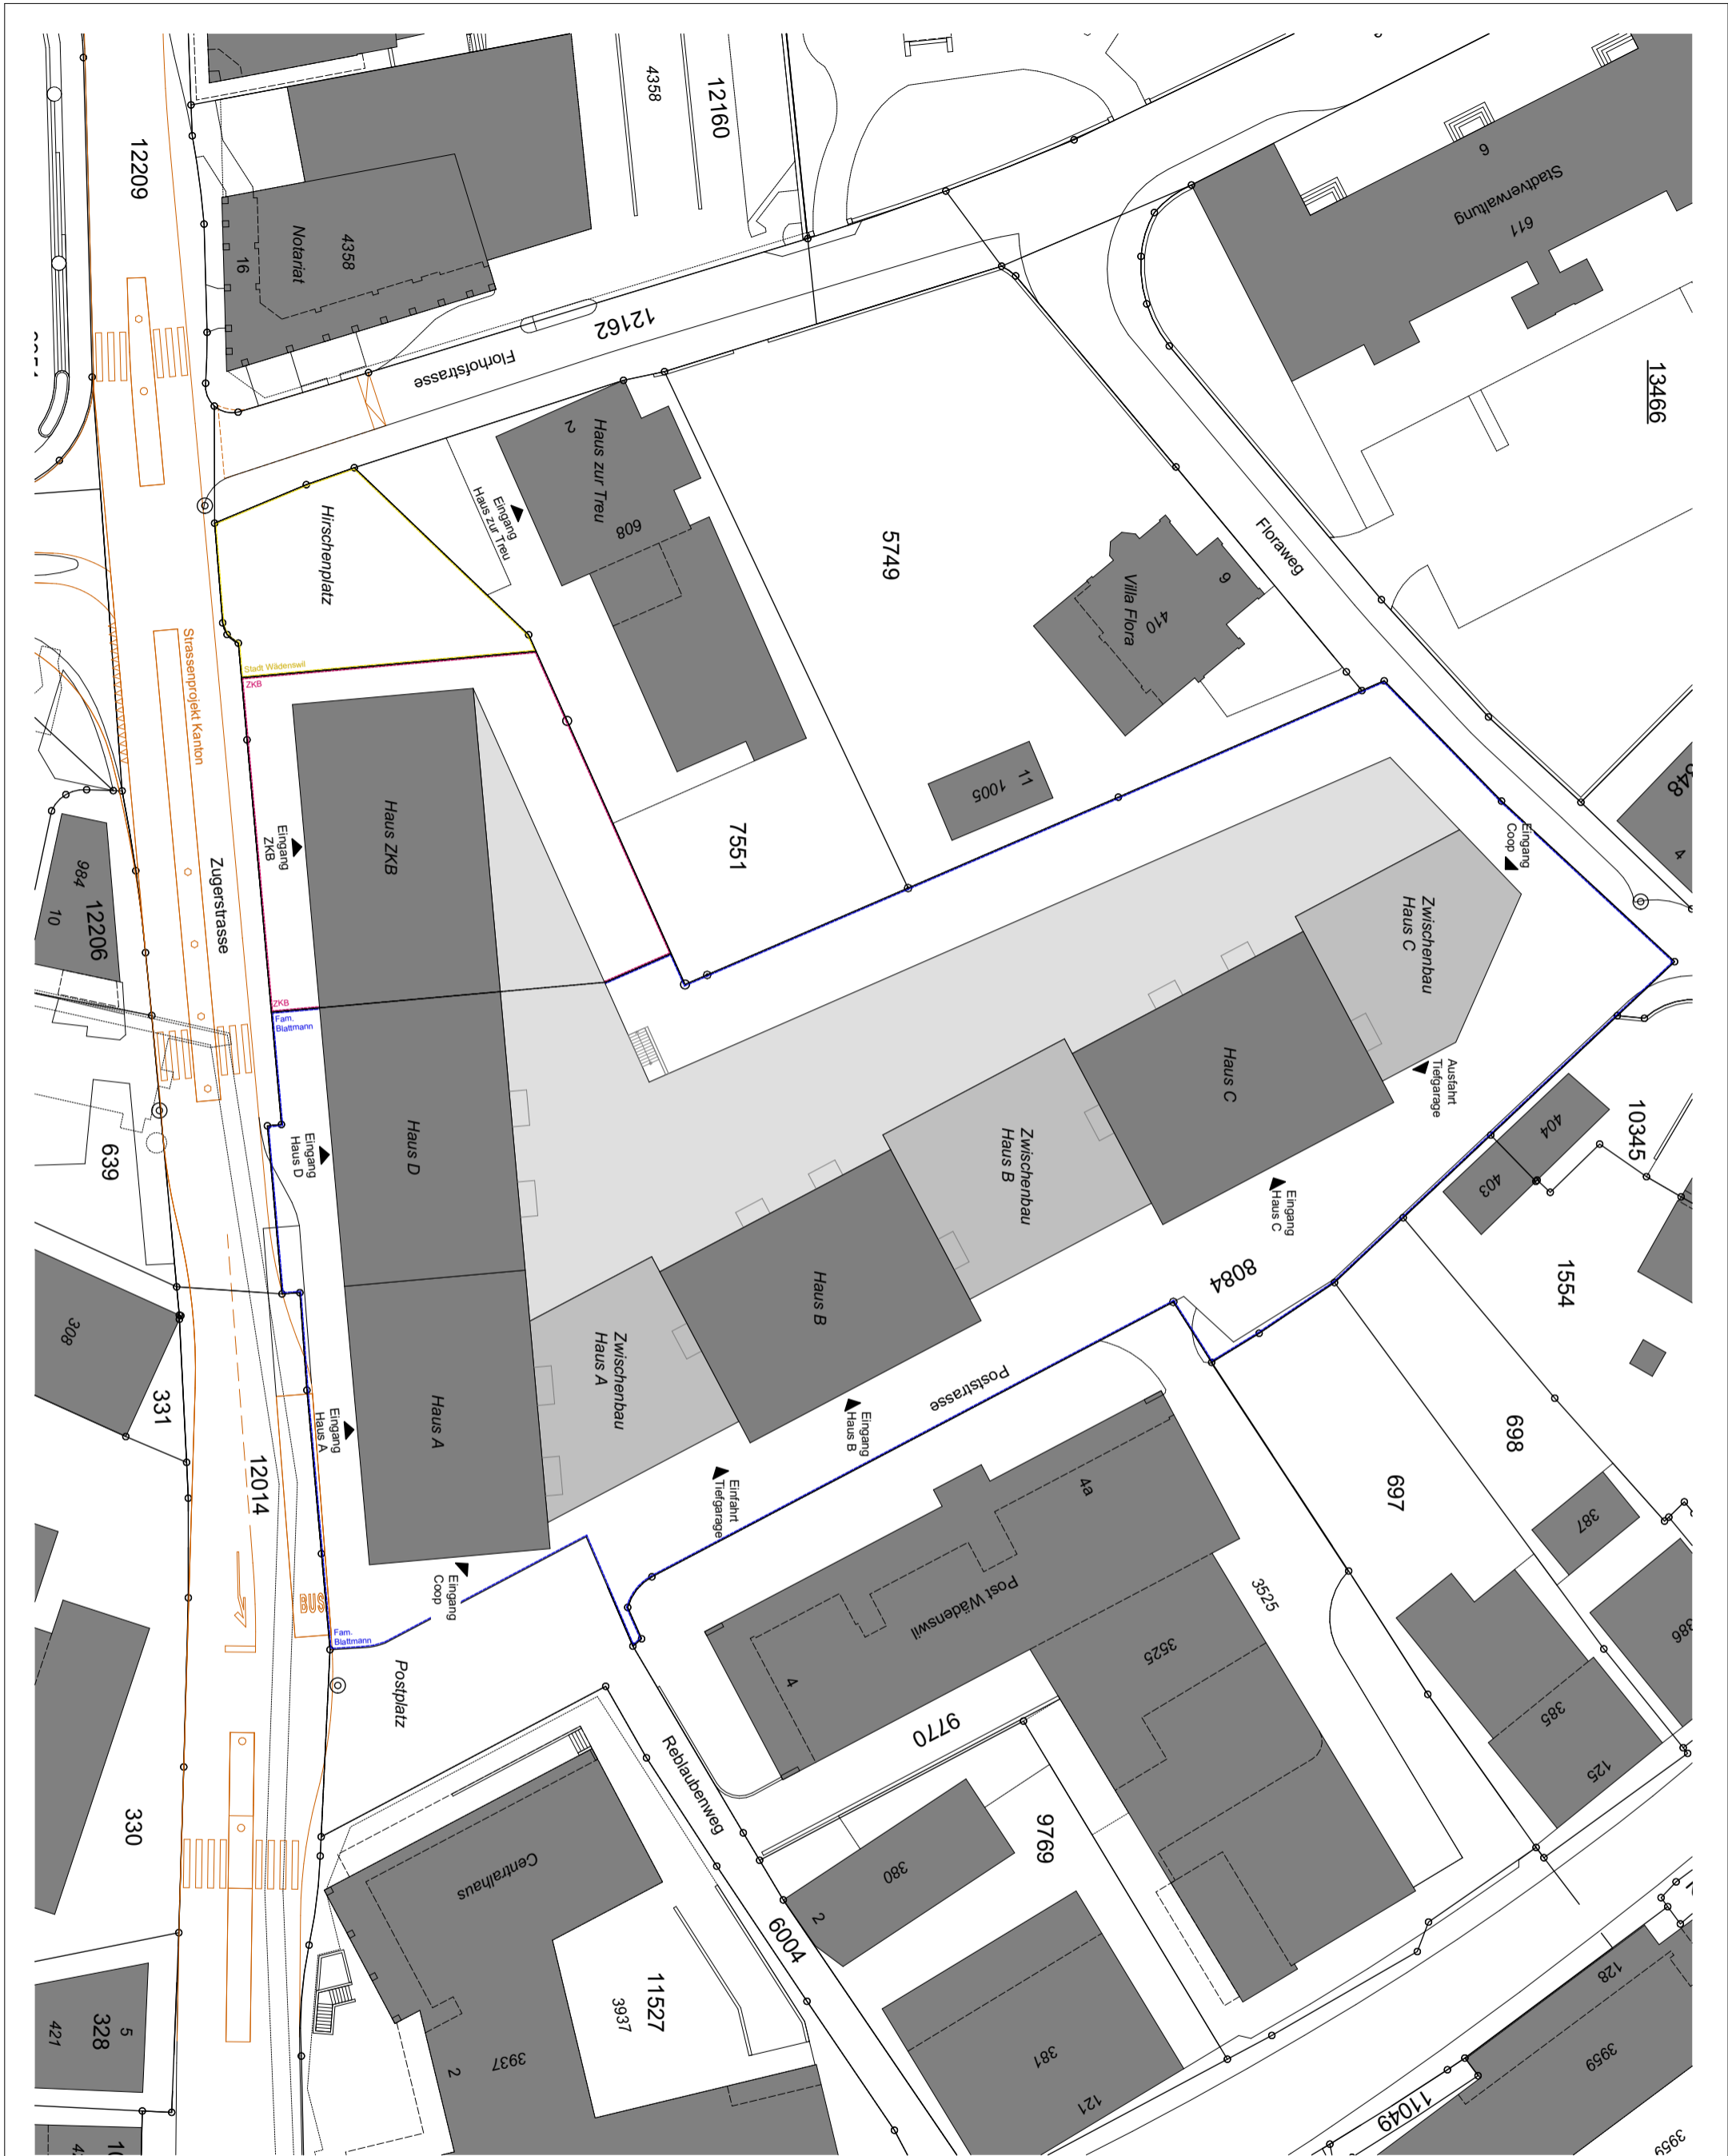 12209
4358
12160
Notariat
4358
16
Stadtverwaltung
6
611
13466
12162
Florhofstrasse
Haus zur Treu
2
608
Eingang
Haus zur Treu
Hirschenplatz
5749
Floraweg
Villa Flora
410
9
Strassenprojekt Kanton
Stadt Wädenswil
ZKB
1005
11
4
7551
Haus ZKB
Eingang
ZKB
Zugerstrasse
984
12206
10
Eingang
Coop
Zwischenbau
Haus C
ZKB
Fam.
Blattmann
Haus C
Ausfahrt
Tiefgarage
404
403
10345
639
Eingang
Haus D
Haus D
Zwischenbau
Haus B
Eingang
Haus C
8084
1554
Haus B
308
331
Haus A
Eingang
Haus A
Zwischenbau
Haus A
Poststrasse
Eingang
Haus B
Einfahrt
Tiefgarage
698
697
387
12014
BUS
Eingang
Coop
Fam.
Blattmann
Postplatz
4a
Post Wädenswil
4
3525
3525
386
385
125
Reblaubenweg
9770
9769
330
Centralhaus
380
2
6004
11527
3937
3937
2
381
121
128
3959
11049
3959
5
328
421